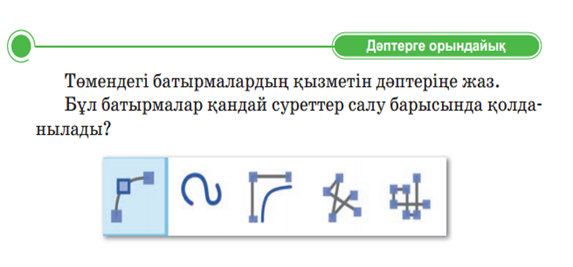 Дәптерге орындайық
Төмендегі батырмалардың қызметін дәптеріңе жаз.
Бұл батырмалар қандай суреттер салу барысында қолда-
нылады?